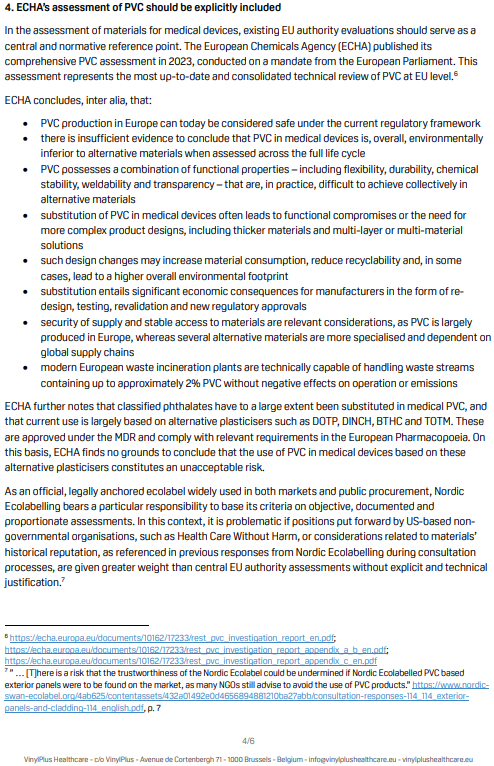 4. ECHA's assessment of PVC should be explicitly included
In the assessment of materials for medical devices, existing EU authority evaluations should serve as a
central and normative reference point. The European Chemicals Agency (ECHA) published its
comprehensive PVC assessment in 2023, conducted on a mandate from the European Parliament. This
assessment represents the most up-to-date and consolidated technical review of PVC at EU level.⁶
ECHA concludes, inter alia, that:
• PVC production in Europe can today be considered safe under the current regulatory framework
• there is insufficient evidence to conclude that PVC in medical devices is, overall, environmentally
inferior to alternative materials when assessed across the full life cycle
• PVC possesses a combination of functional properties – including flexibility, durability, chemical
stability, weldability and transparency – that are, in practice, difficult to achieve collectively in
alternative materials
• substitution of PVC in medical devices often leads to functional compromises or the need for
more complex product designs, including thicker materials and multi-layer or multi-material
solutions
• such design changes may increase material consumption, reduce recyclability and, in some
cases, lead to a higher overall environmental footprint
• substitution entails significant economic consequences for manufacturers in the form of re-
design, testing, revalidation and new regulatory approvals
• security of supply and stable access to materials are relevant considerations, as PVC is largely
produced in Europe, whereas several alternative materials are more specialised and dependent on
global supply chains
• modern European waste incineration plants are technically capable of handling waste streams
containing up to approximately 2% PVC without negative effects on operation or emissions
ECHA further notes that classified phthalates have to a large extent been substituted in medical PVC, and
that current use is largely based on alternative plasticisers such as DOTP, DINCH, BTHC and TOTM. These
are approved under the MDR and comply with relevant requirements in the European Pharmacopoeia. On
this basis, ECHA finds no grounds to conclude that the use of PVC in medical devices based on these
alternative plasticisers constitutes an unacceptable risk.
As an official, legally anchored ecolabel widely used in both markets and public procurement, Nordic
Ecolabelling bears a particular responsibility to base its criteria on objective, documented and
proportionate assessments. In this context, it is problematic if positions put forward by US-based non-
governmental organisations, such as Health Care Without Harm, or considerations related to materials'
historical reputation, as referenced in previous responses from Nordic Ecolabelling during consultation
processes, are given greater weight than central EU authority assessments without explicit and technical
justification.⁷
⁶ https://echa.europa.eu/documents/10162/17233/rest_pvc_investigation_report_en.pdf;
https://echa.europa.eu/documents/10162/17233/rest_pvc_investigation_report_appendix_a_b_en.pdf;
https://echa.europa.eu/documents/10162/17233/rest_pvc_investigation_report_appendix_c_en.pdf
⁷ " … [T]here is a risk that the trustworthiness of the Nordic Ecolabel could be undermined if Nordic Ecolabelled PVC based
exterior panels were to be found on the market, as many NGOs still advise to avoid the use of PVC products." https://www.nordic-
swan-ecolabel.org/4ab625/contentassets/432a01492e0d4656894881210ba27abb/consultation-responses-114_114_exterior-
panels-and-cladding-114_english.pdf, p. 7
4/6
VinylPlus Healthcare - c/o VinylPlus - Avenue de Cortenbergh 71 - 1000 Brussels - Belgium - info@vinylplushealthcare.eu - vinylplushealthcare.eu